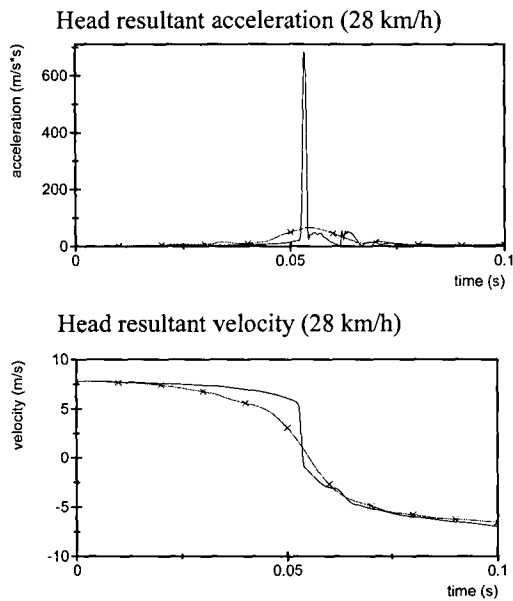 Head resultant acceleration (28 km/h)
acceleration (m/s*s)
600
400
200
0
0
0.05
0.1
time (s)
Head resultant velocity (28 km/h)
velocity (m/s)
10
5
0
-5
-10
0
0.05
0.1
time (s)